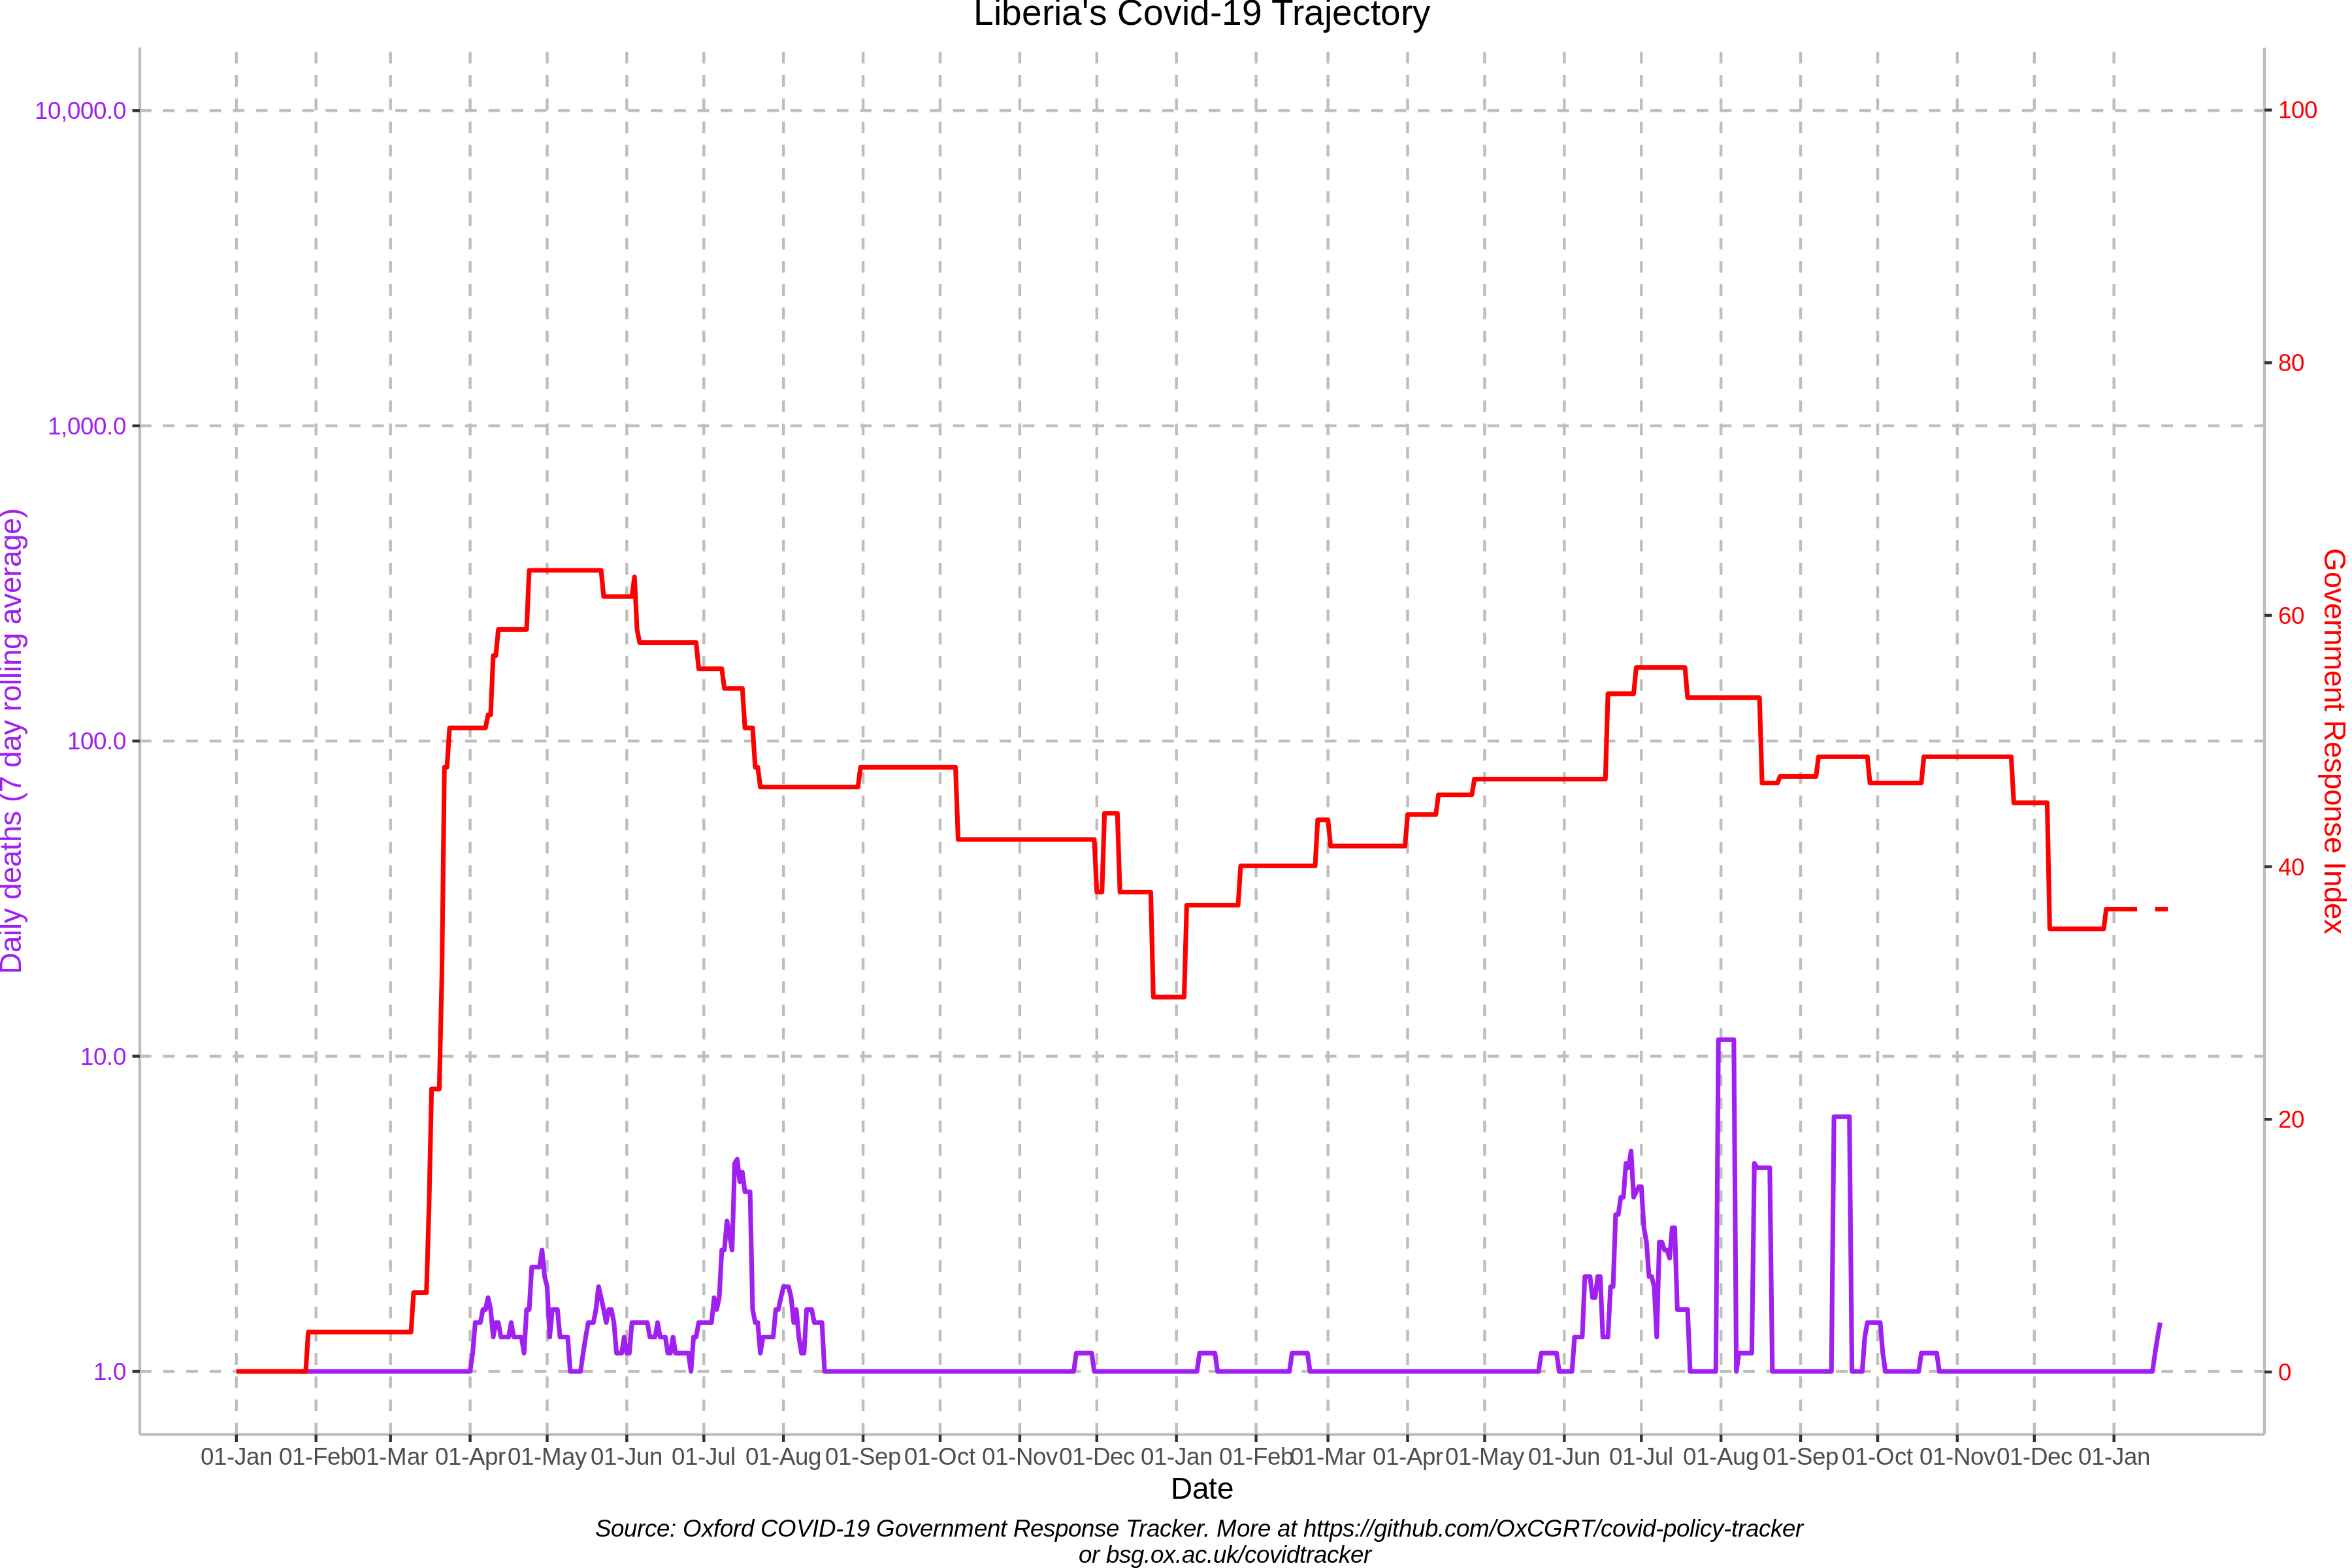 Liberia's Covid-19 Trajectory
10,000.0
1,000.0
100.0
10.0
1.0
Daily deaths (7 day rolling average)
100
80
60
40
20
0
Government Response Index
01-Jan 01-Feb 01-Mar 01-Apr 01-May 01-Jun 01-Jul 01-Aug 01-Sep 01-Oct 01-Nov 01-Dec 01-Jan 01-Feb 01-Mar 01-Apr 01-May 01-Jun 01-Jul 01-Aug 01-Sep 01-Oct 01-Nov 01-Dec 01-Jan
Date
Source: Oxford COVID-19 Government Response Tracker. More at https://github.com/OxCGRT/covid-policy-tracker
or bsg.ox.ac.uk/covidtracker